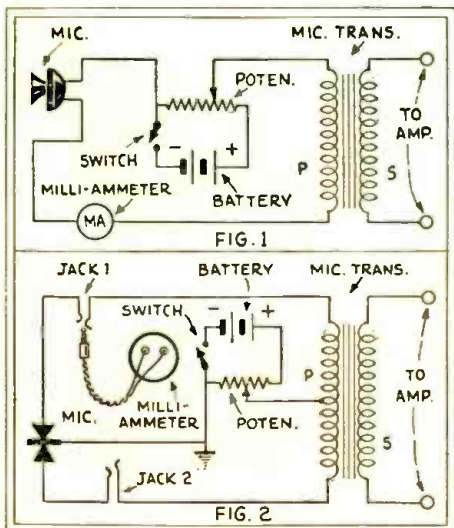 MIC.
MIC. TRANS.
POTEN.
SWITCH
- +
BATTERY
MILLI-AMMETER
MA
P
S
TO
AMP.
FIG. 1
JACK 1
BATTERY
MIC. TRANS.
SWITCH
- +
MIC.
MILLI-
AMMETER
POTEN.
P
S
TO
AMP.
JACK 2
FIG. 2